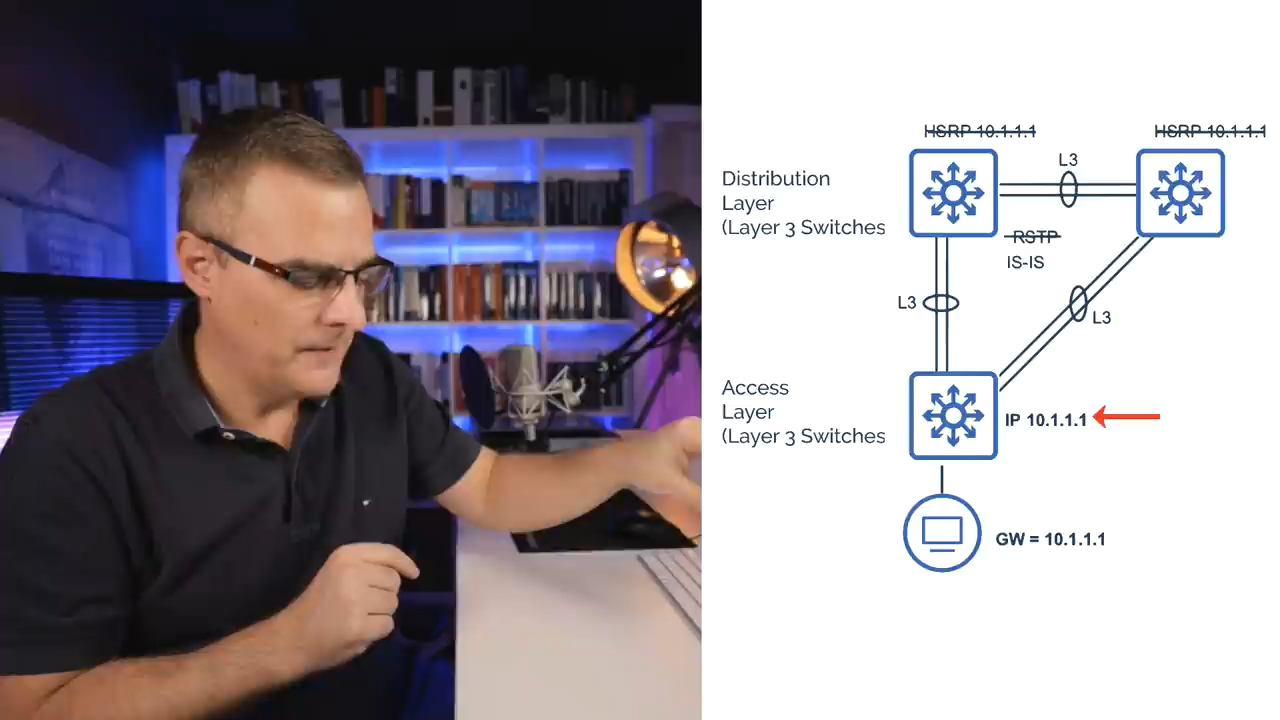 HSRP 10.1.1.1
HSRP 10.1.1.1
L3
Distribution
Layer
(Layer 3 Switches
RSTP
IS-IS
L3
L3
Access
Layer
(Layer 3 Switches
IP 10.1.1.1
GW = 10.1.1.1